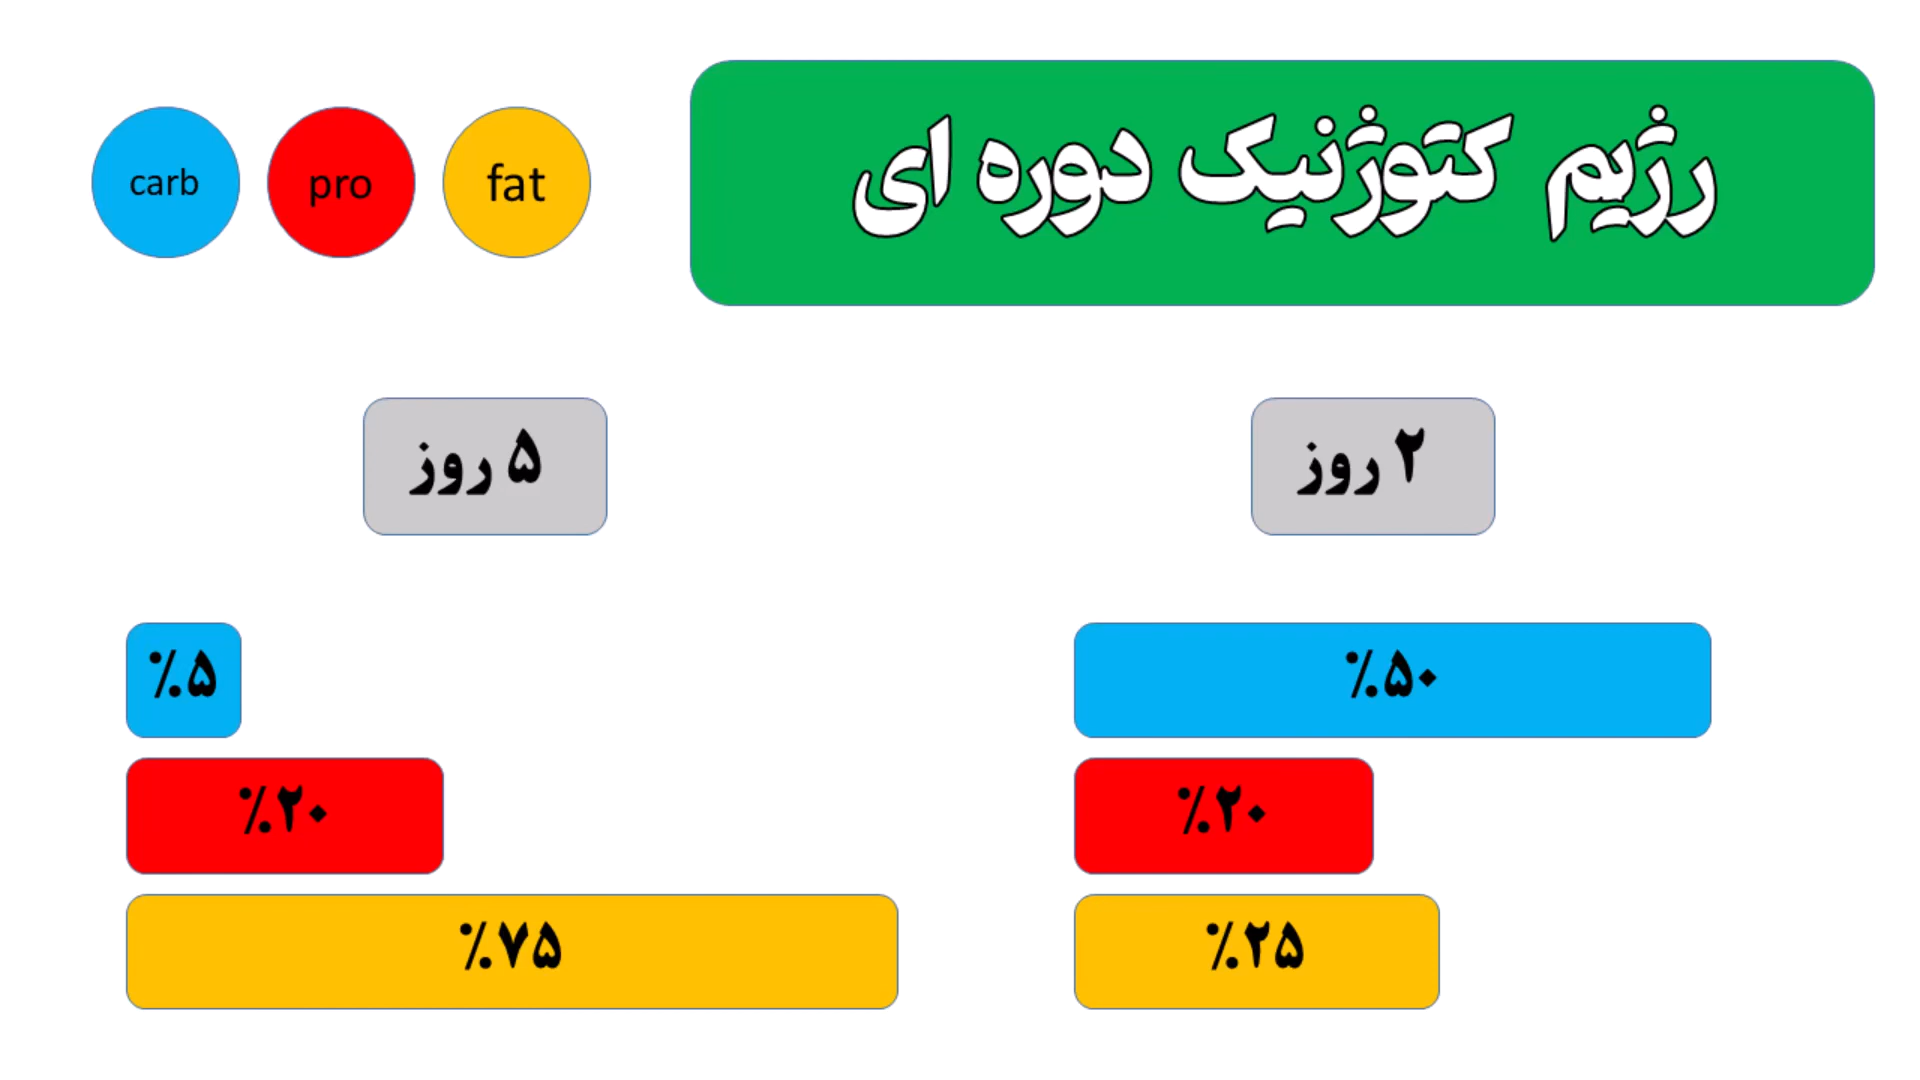 رژیم کتوژنیک دوره ای
carb
pro
fat
۲ روز
۵۰٪
۲۰٪
۲۵٪
۵ روز
۵٪
۲۰٪
۷۵٪